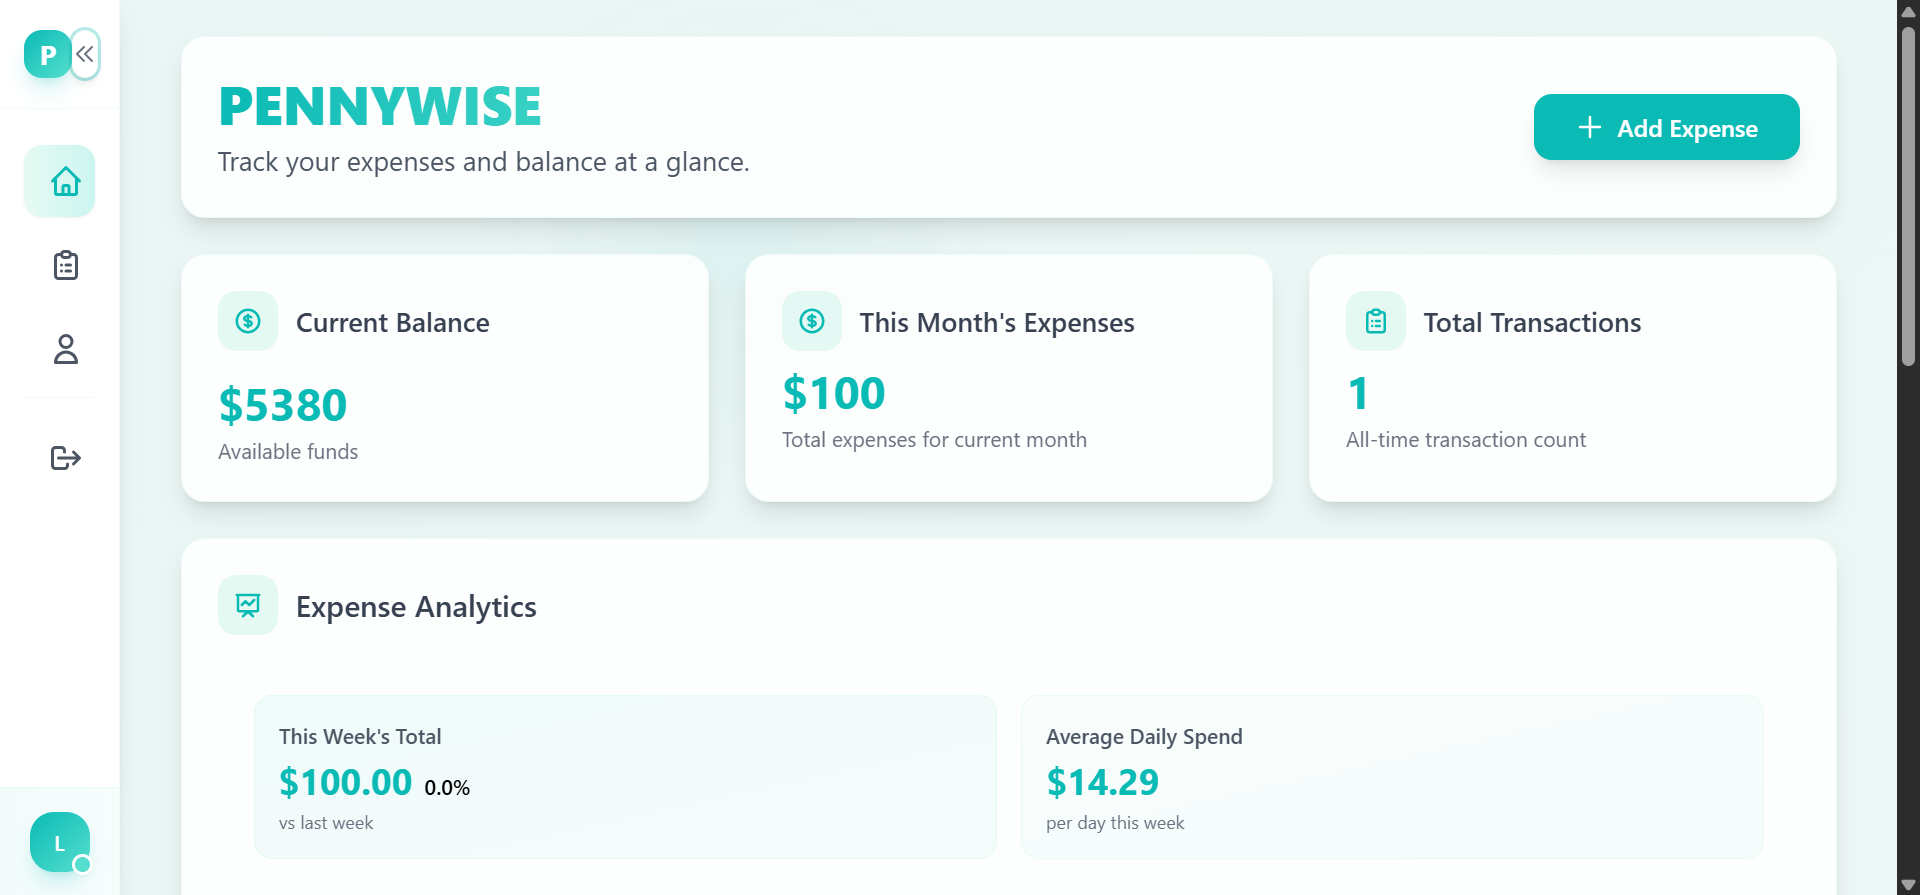 P
PENNYWISE
Track your expenses and balance at a glance.
Add Expense
Current Balance
$5380
Available funds
This Month's Expenses
$100
Total expenses for current month
Total Transactions
1
All-time transaction count
Expense Analytics
This Week's Total
$100.00 0.0%
vs last week
Average Daily Spend
$14.29
per day this week
L